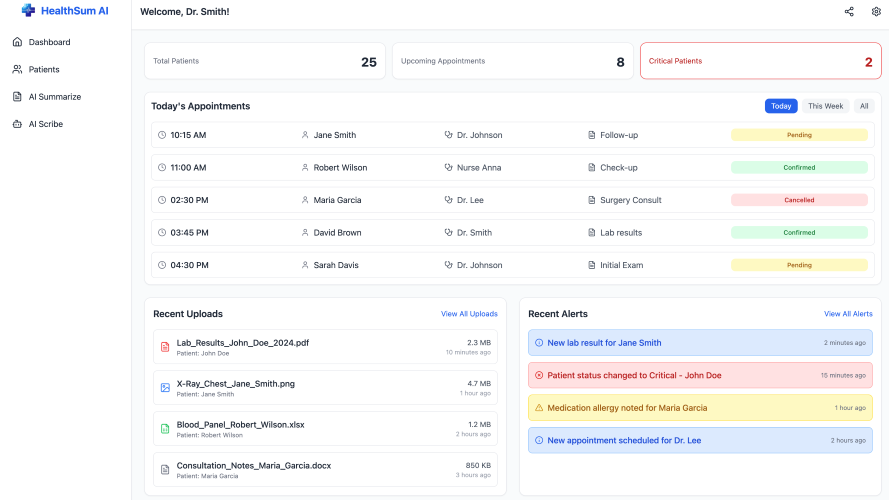 HealthSum AI
Welcome, Dr. Smith!
Dashboard
Patients
AI Summarize
AI Scribe
Total Patients 25
Upcoming Appointments 8
Critical Patients 2
Today's Appointments Today This Week All
10:15 AM Jane Smith Dr. Johnson Follow-up Pending
11:00 AM Robert Wilson Nurse Anna Check-up Confirmed
02:30 PM Maria Garcia Dr. Lee Surgery Consult Cancelled
03:45 PM David Brown Dr. Smith Lab results Confirmed
04:30 PM Sarah Davis Dr. Johnson Initial Exam Pending
Recent Uploads View All Uploads
Lab_Results_John_Doe_2024.pdf 2.3 MB
Patient: John Doe 10 minutes ago
X-Ray_Chest_Jane_Smith.png 4.7 MB
Patient: Jane Smith 1 hour ago
Blood_Panel_Robert_Wilson.xlsx 1.2 MB
Patient: Robert Wilson 2 hours ago
Consultation_Notes_Maria_Garcia.docx 850 KB
Patient: Maria Garcia 3 hours ago
Recent Alerts View All Alerts
New lab result for Jane Smith 2 minutes ago
Patient status changed to Critical - John Doe 15 minutes ago
Medication allergy noted for Maria Garcia 1 hour ago
New appointment scheduled for Dr. Lee 2 hours ago